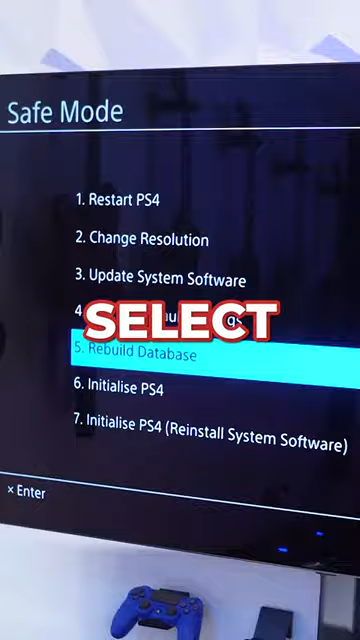 Safe Mode
1. Restart PS4
2. Change Resolution
3. Update System Software
4
SELECT
5. Rebuild Database
6. Initialise PS4
7. Initialise PS4 (Reinstall System Software)
× Enter